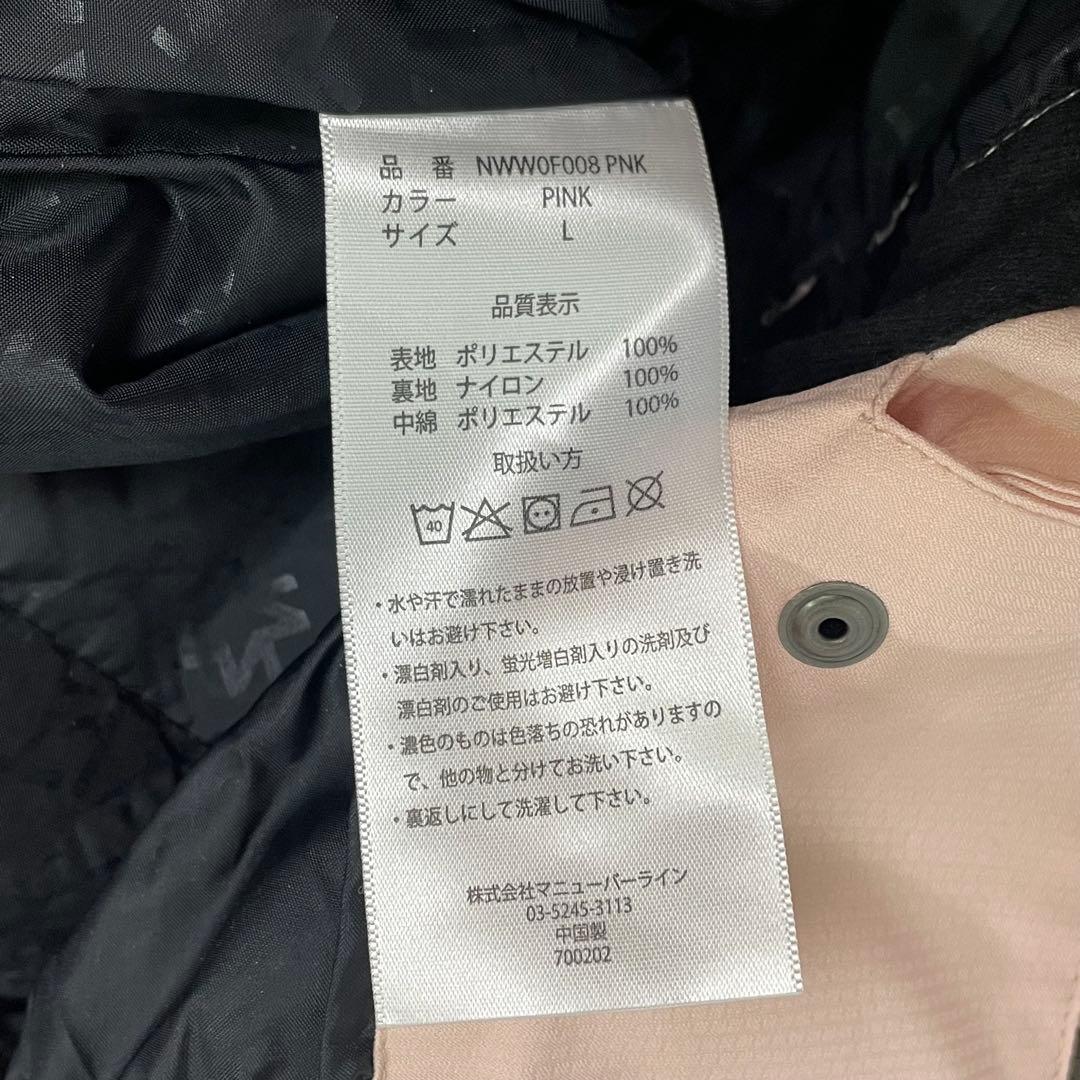 品 番 NWW0F008 PNK
カラー PINK
サイズ L
品質表示
表地 ポリエステル 100%
裏地 ナイロン 100%
中綿 ポリエステル 100%
取扱い方
40
・水や汗で濡れたままの放置や浸け置き洗
いはお避け下さい。
・漂白剤入り、蛍光増白剤入りの洗剤及び
漂白剤のご使用はお避け下さい。
・濃色のものは色落ちの恐れがありますの
で、他の物と分けてお洗い下さい。
・裏返しにして洗濯して下さい。
株式会社マニューバーライン
03-5245-3113
中国製
700202